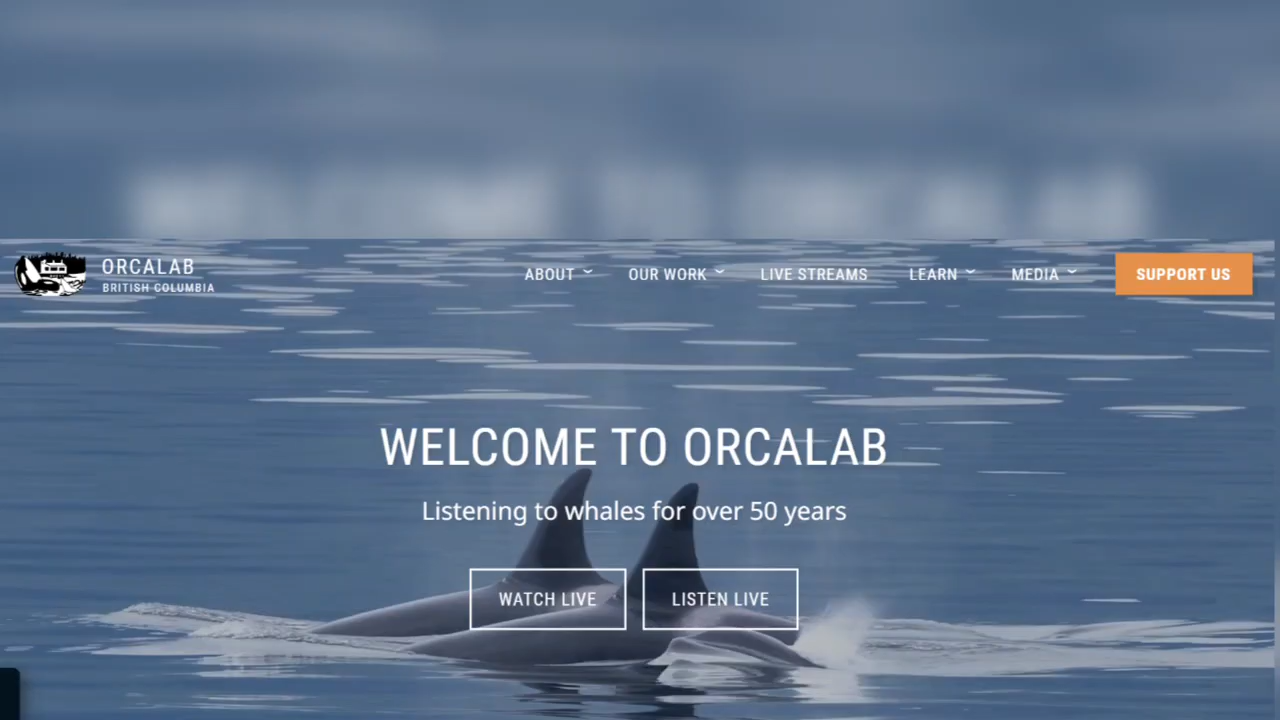 ORCALAB
BRITISH COLUMBIA
ABOUT
OUR WORK
LIVE STREAMS
LEARN
MEDIA
SUPPORT US
WELCOME TO ORCALAB
Listening to whales for over 50 years
WATCH LIVE
LISTEN LIVE